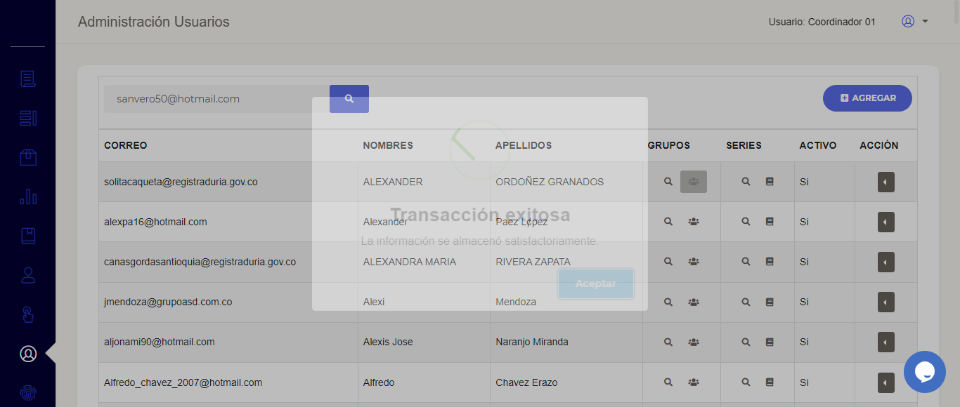 Administración Usuarios
Usuario: Coordinador 01
sanvero50@hotmail.com
AGREGAR
CORREO NOMBRES APELLIDOS GRUPOS SERIES ACTIVO ACCIÓN
solitacaqueta@registraduria.gov.co ALEXANDER ORDOÑEZ GRANADOS Si
Transacción exitosa
alexpa16@hotmail.com Alexander Paez López Si
La información se almacenó satisfactoriamente.
canasgordasantioquia@registraduria.gov.co ALEXANDRA MARIA RIVERA ZAPATA Si
Aceptar
jmendoza@grupoasd.com.co Alexi Mendoza Si
aljonami90@hotmail.com Alexis Jose Naranjo Miranda Si
Alfredo_chavez_2007@hotmail.com Alfredo Chavez Erazo Si